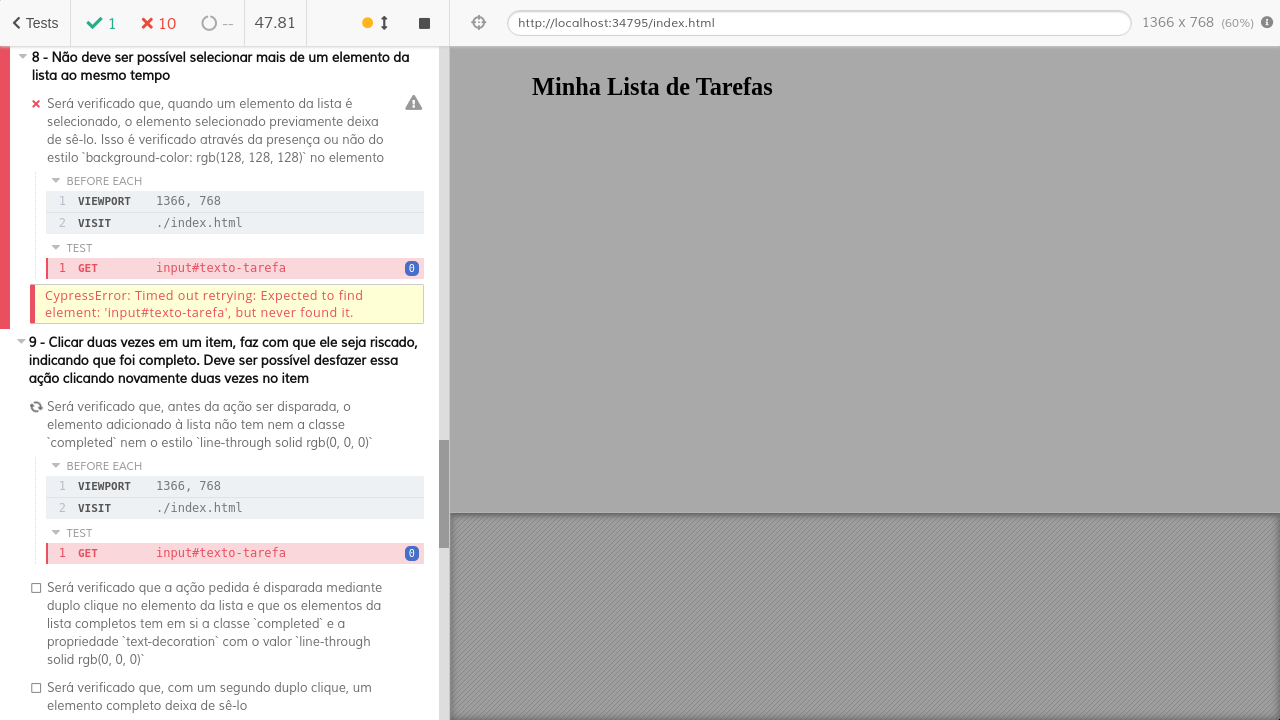 Tests
1
10
--
47.81
http://localhost:34795/index.html
1366 x 768 (60%)
8 - Não deve ser possível selecionar mais de um elemento da
lista ao mesmo tempo
Será verificado que, quando um elemento da lista é
selecionado, o elemento selecionado previamente deixa
de sê-lo. Isso é verificado através da presença ou não do
estilo `background-color: rgb(128, 128, 128)` no elemento
BEFORE EACH
1 VIEWPORT 1366, 768
2 VISIT ./index.html
TEST
1 GET input#texto-tarefa 0
CypressError: Timed out retrying: Expected to find
element: 'input#texto-tarefa', but never found it.
9 - Clicar duas vezes em um item, faz com que ele seja riscado,
indicando que foi completo. Deve ser possível desfazer essa
ação clicando novamente duas vezes no item
Será verificado que, antes da ação ser disparada, o
elemento adicionado à lista não tem nem a classe
`completed` nem o estilo `line-through solid rgb(0, 0, 0)`
BEFORE EACH
1 VIEWPORT 1366, 768
2 VISIT ./index.html
TEST
1 GET input#texto-tarefa 0
Será verificado que a ação pedida é disparada mediante
duplo clique no elemento da lista e que os elementos da
lista completos tem em si a classe `completed` e a
propriedade `text-decoration` com o valor `line-through
solid rgb(0, 0, 0)`
Será verificado que, com um segundo duplo clique, um
elemento completo deixa de sê-lo
Minha Lista de Tarefas